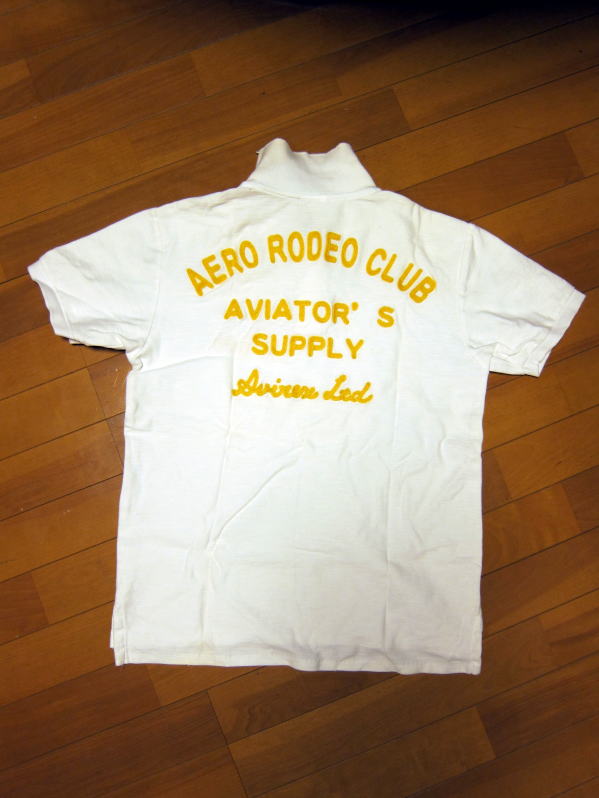 AERO RODEO CLUB
AVIATOR' S
SUPPLY
Avirex Ltd